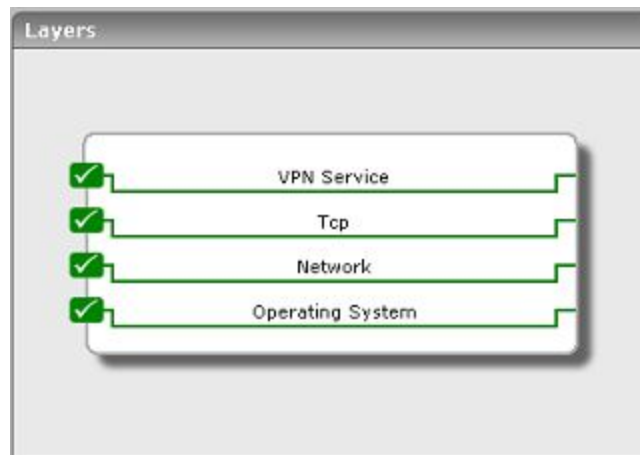 Layers
VPN Service
Tcp
Network
Operating System